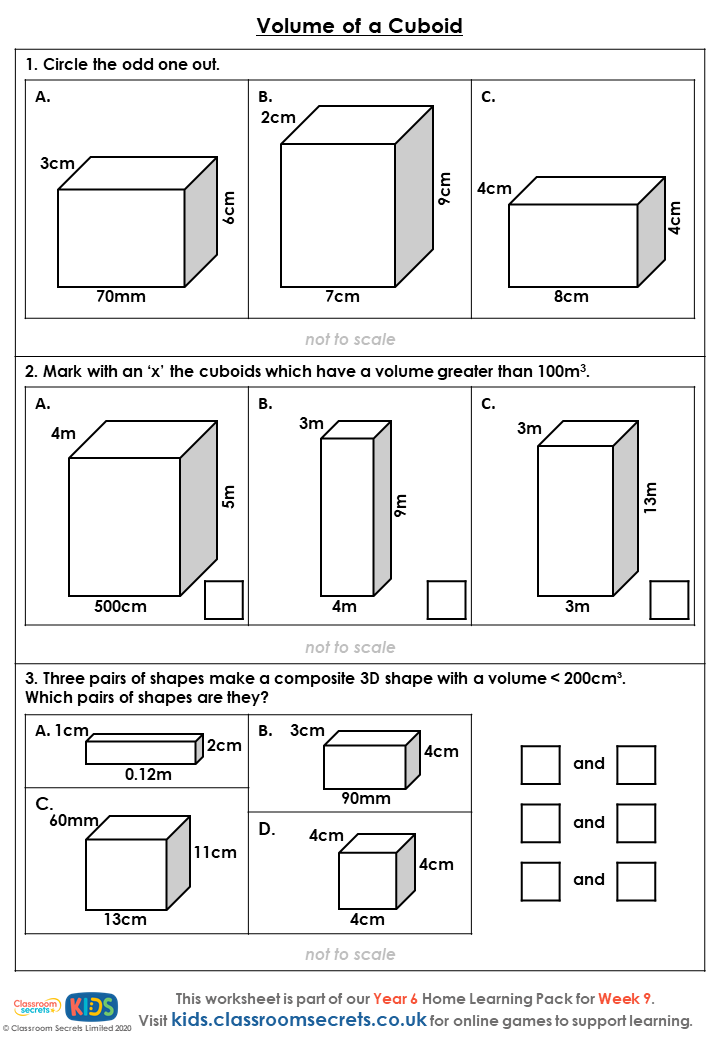 Volume of a Cuboid
1. Circle the odd one out.
A.
3cm
6cm
70mm
B.
2cm
9cm
7cm
C.
4cm
4cm
8cm
not to scale
2. Mark with an ‘x’ the cuboids which have a volume greater than 100m³.
A.
4m
5m
500cm
B.
3m
9m
4m
C.
3m
13m
3m
not to scale
3. Three pairs of shapes make a composite 3D shape with a volume < 200cm³.
Which pairs of shapes are they?
A. 1cm
2cm
0.12m
B. 3cm
4cm
90mm
C.
60mm
11cm
13cm
D.
4cm
4cm
4cm
and
and
and
not to scale
Classroom
secrets
KIDS
© Classroom Secrets Limited 2020
This worksheet is part of our Year 6 Home Learning Pack for Week 9.
Visit kids.classroomsecrets.co.uk for online games to support learning.